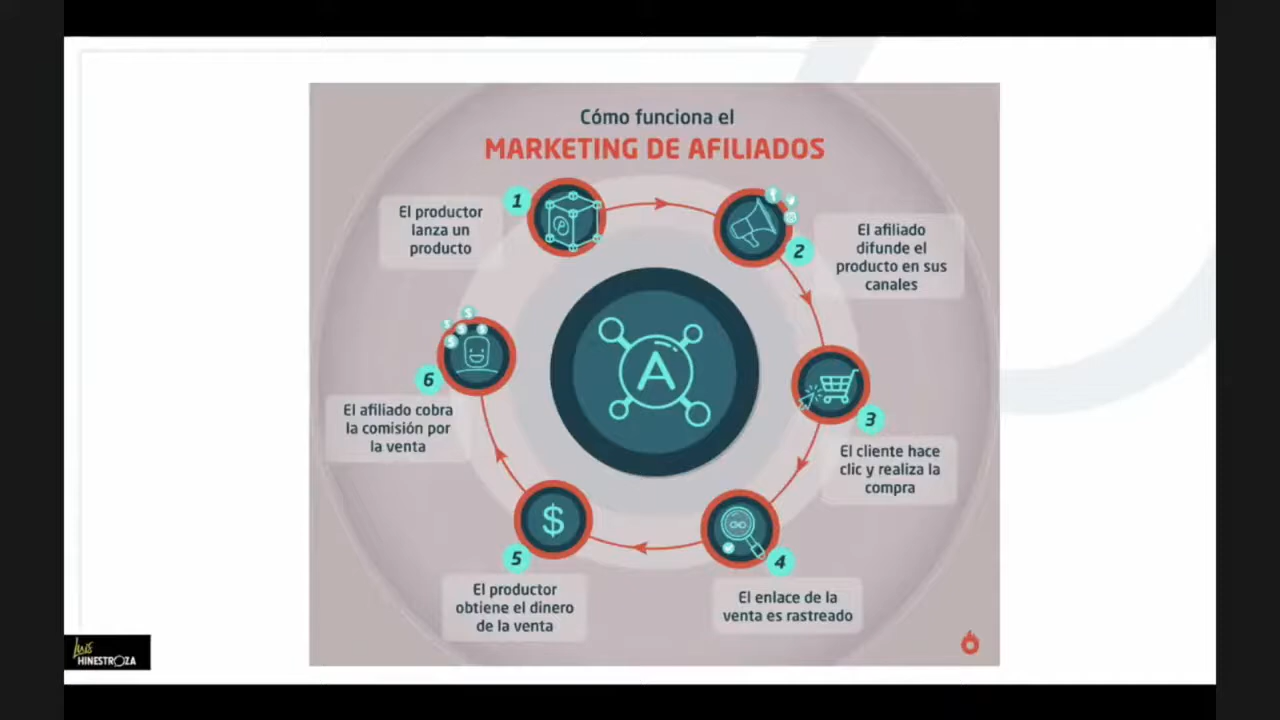 Cómo funciona el
MARKETING DE AFILIADOS
1
El productor
lanza un
producto
2
El afiliado
difunde el
producto en sus
canales
3
El cliente hace
clic y realiza la
compra
4
El enlace de la
venta es rastreado
5
El productor
obtiene el dinero
de la venta
6
El afiliado cobra
la comisión por
la venta
A
$
Luis
HINESTROZA